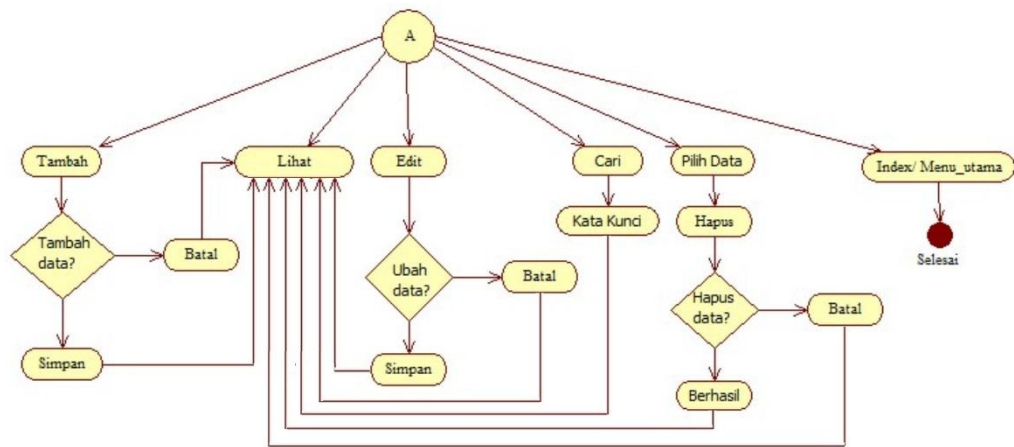 A
Tambah
Lihat
Edit
Cari
Pilih Data
Index/ Menu_utama
Kata Kunci
Hapus
Tambah
data?
Batal
Selesai
Ubah
data?
Batal
Hapus
data?
Batal
Simpan
Simpan
Berhasil